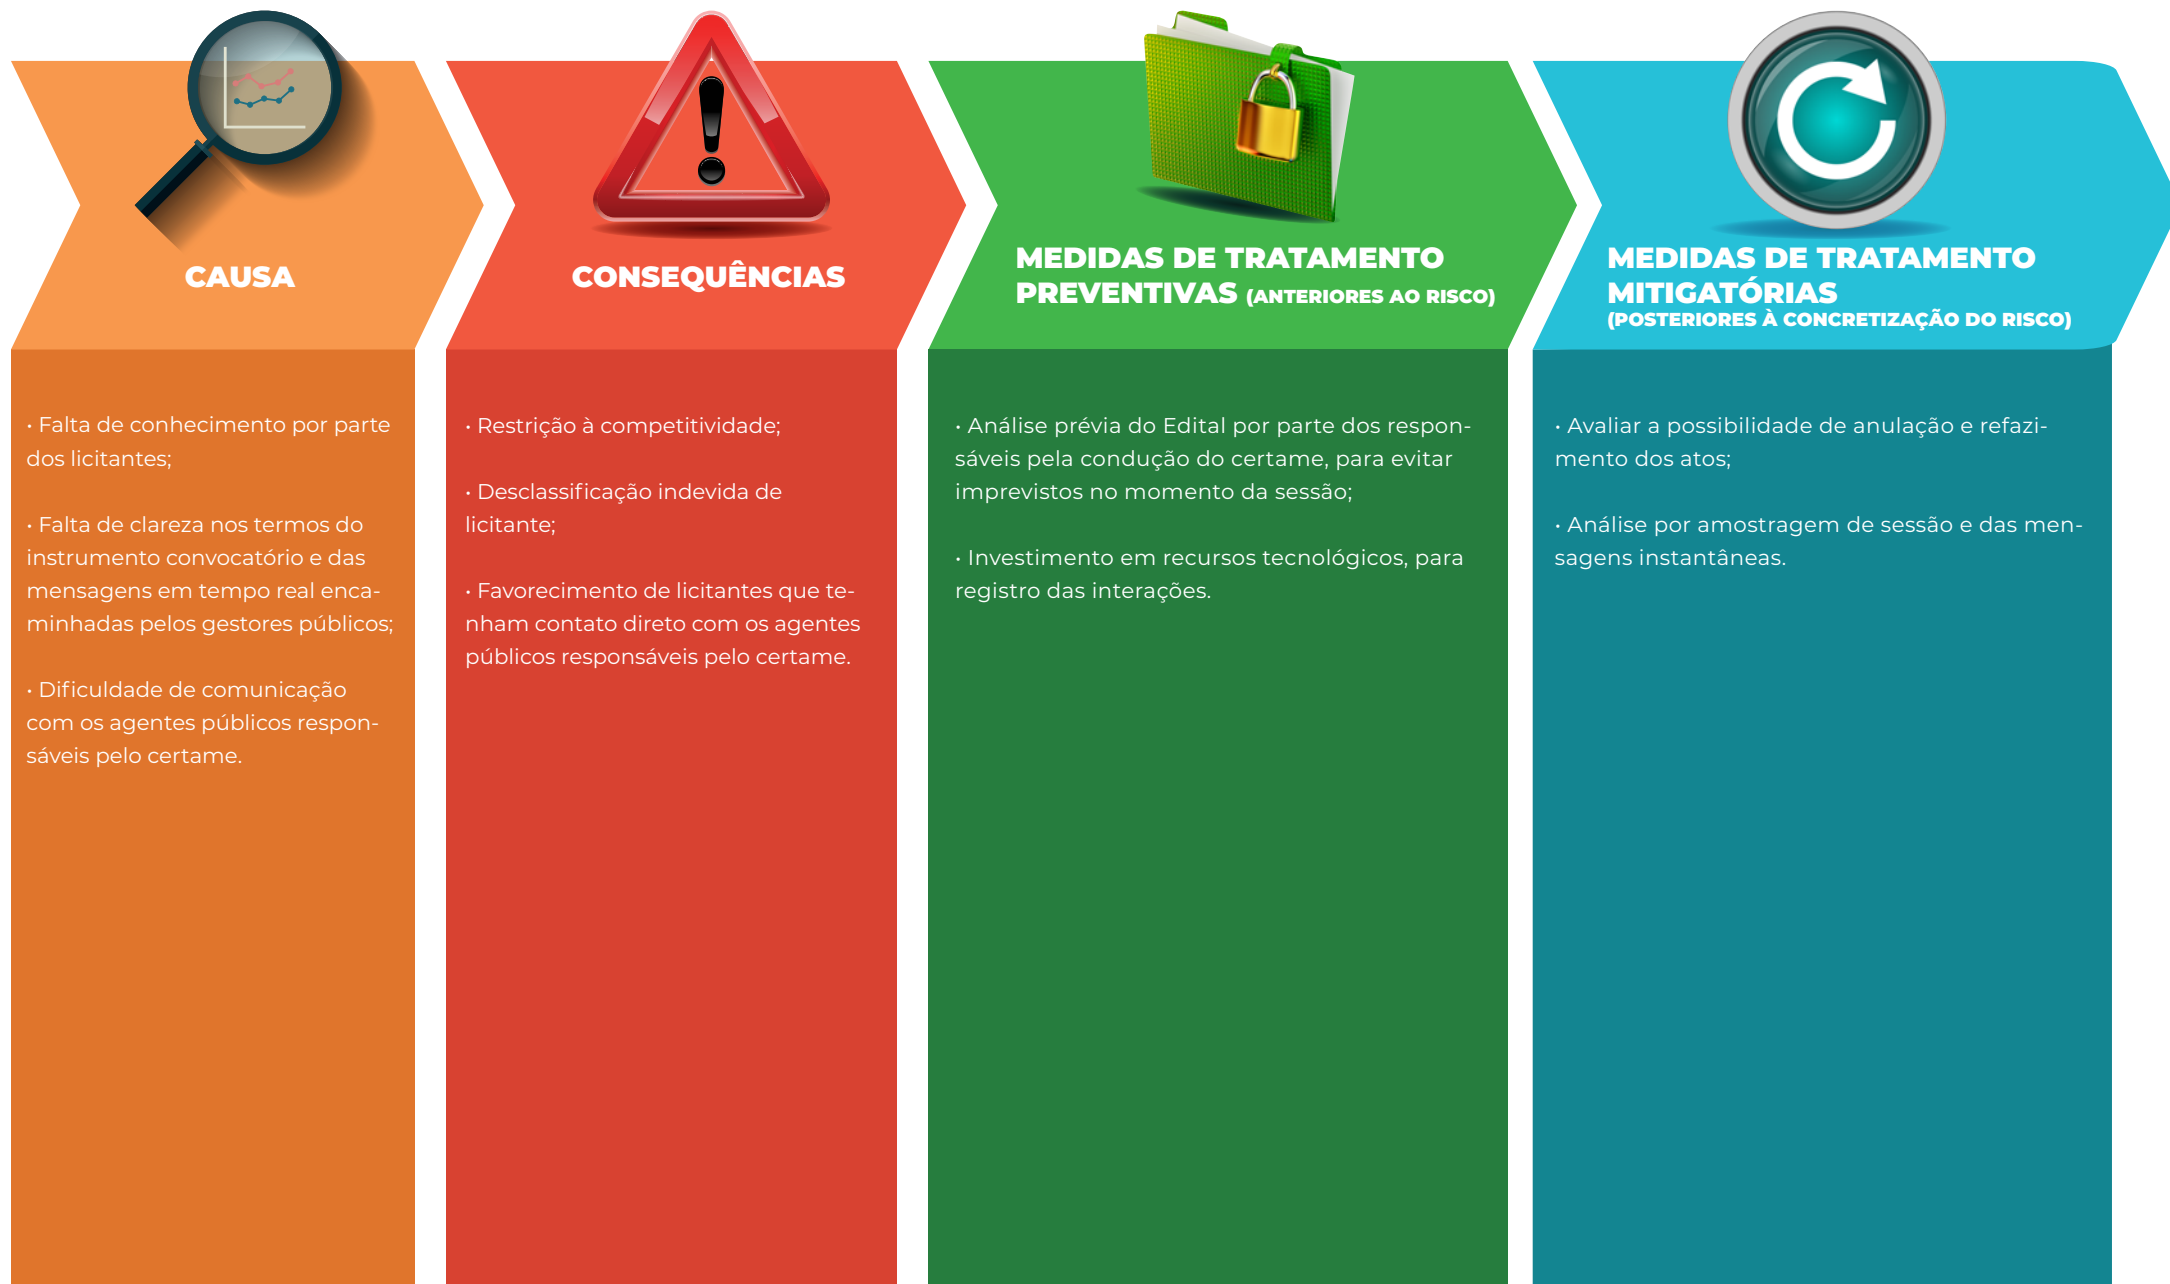 CAUSA
• Falta de conhecimento por parte
dos licitantes;
• Falta de clareza nos termos do
instrumento convocatório e das
mensagens em tempo real enca-
minhadas pelos gestores públicos;
• Dificuldade de comunicação
com os agentes públicos respon-
sáveis pelo certame.
CONSEQUÊNCIAS
• Restrição à competitividade;
• Desclassificação indevida de
licitante;
• Favorecimento de licitantes que te-
nham contato direto com os agentes
públicos responsáveis pelo certame.
MEDIDAS DE TRATAMENTO
PREVENTIVAS (ANTERIORES AO RISCO)
• Análise prévia do Edital por parte dos respon-
sáveis pela condução do certame, para evitar
imprevistos no momento da sessão;
• Investimento em recursos tecnológicos, para
registro das interações.
MEDIDAS DE TRATAMENTO
MITIGATÓRIAS
(POSTERIORES À CONCRETIZAÇÃO DO RISCO)
• Avaliar a possibilidade de anulação e refazi-
mento dos atos;
• Análise por amostragem de sessão e das men-
sagens instantâneas.